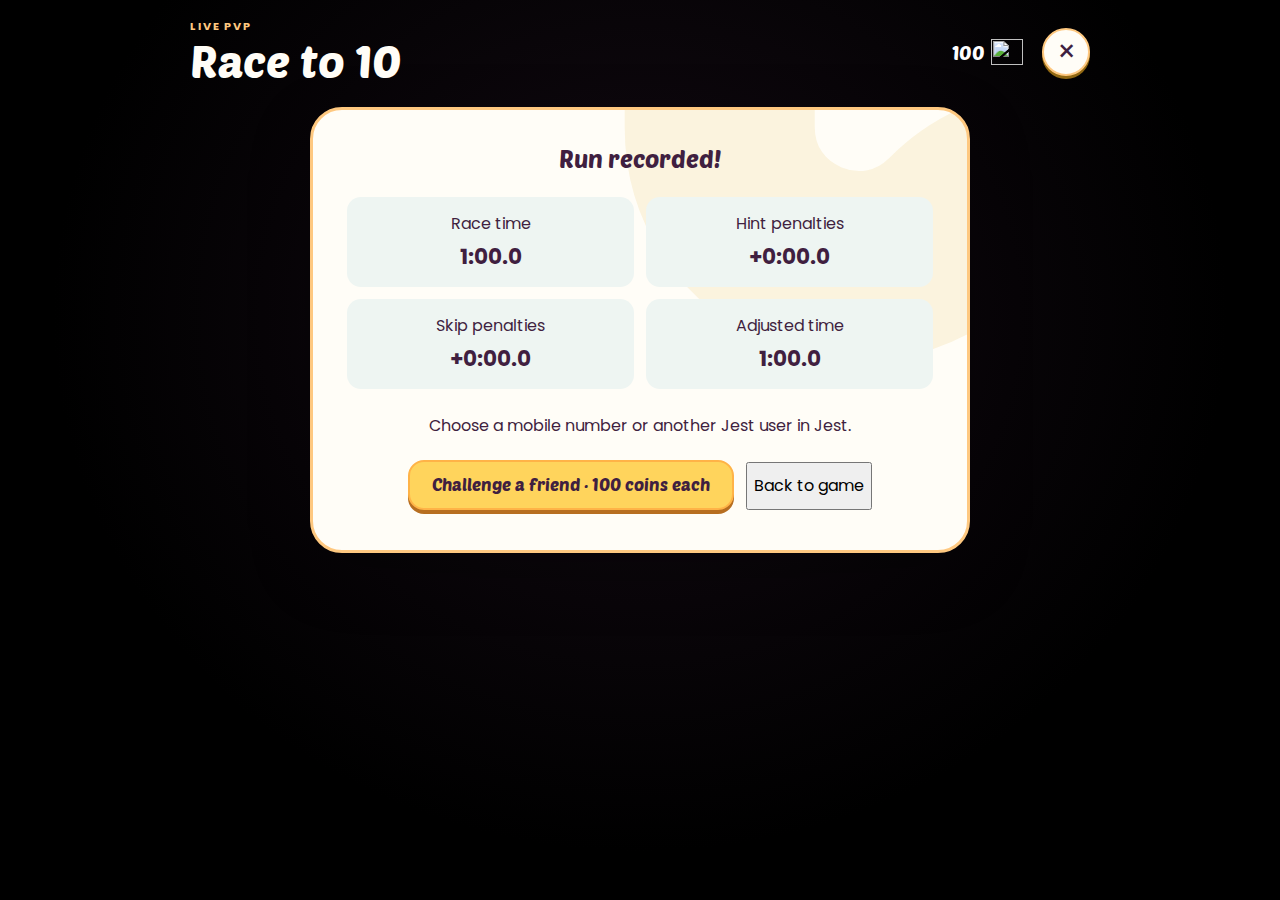 LIVE PVP
Race to 10
100
×
Run recorded!
Race time
1:00.0
Hint penalties
+0:00.0
Skip penalties
+0:00.0
Adjusted time
1:00.0
Choose a mobile number or another Jest user in Jest.
Challenge a friend · 100 coins each
Back to game